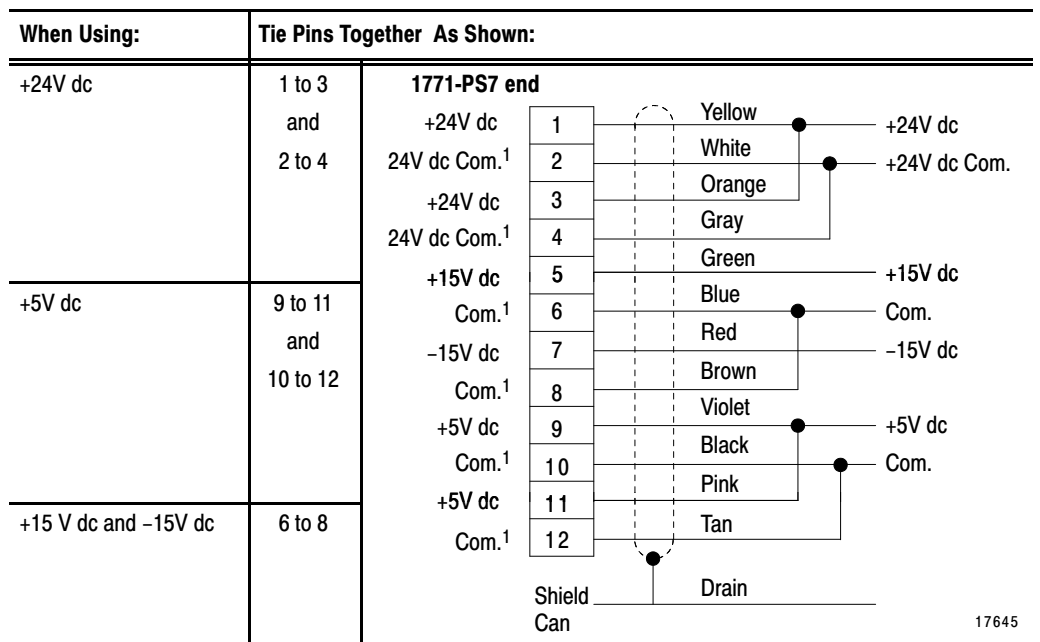 When Using: Tie Pins Together As Shown:
+24V dc 1 to 3 and 2 to 4
1771-PS7 end
+24V dc 1 Yellow +24V dc
24V dc Com.1 2 White +24V dc Com.
+24V dc 3 Orange
24V dc Com.1 4 Gray
+15V dc 5 Green +15V dc
+5V dc 9 to 11 and 10 to 12
Com.1 6 Blue Com.
–15V dc 7 Red –15V dc
Com.1 8 Brown
+5V dc 9 Violet +5V dc
Com.1 10 Black Com.
+5V dc 11 Pink
+15 V dc and –15V dc 6 to 8
Com.1 12 Tan
Shield Can Drain
17645